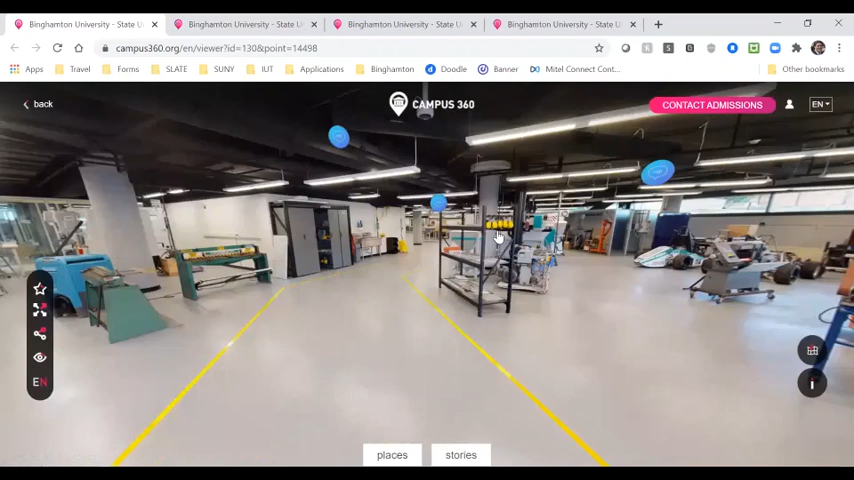 Binghamton University - State U
Binghamton University - State U
Binghamton University - State U
Binghamton University - State U
campus360.org/en/viewer?id=130&point=14498
Apps Travel Forms SLATE SUNY IUT Applications Binghamton Doodle Banner Mitel Connect Cont... Other bookmarks
back
CAMPUS 360
CONTACT ADMISSIONS
EN
EN
places
stories